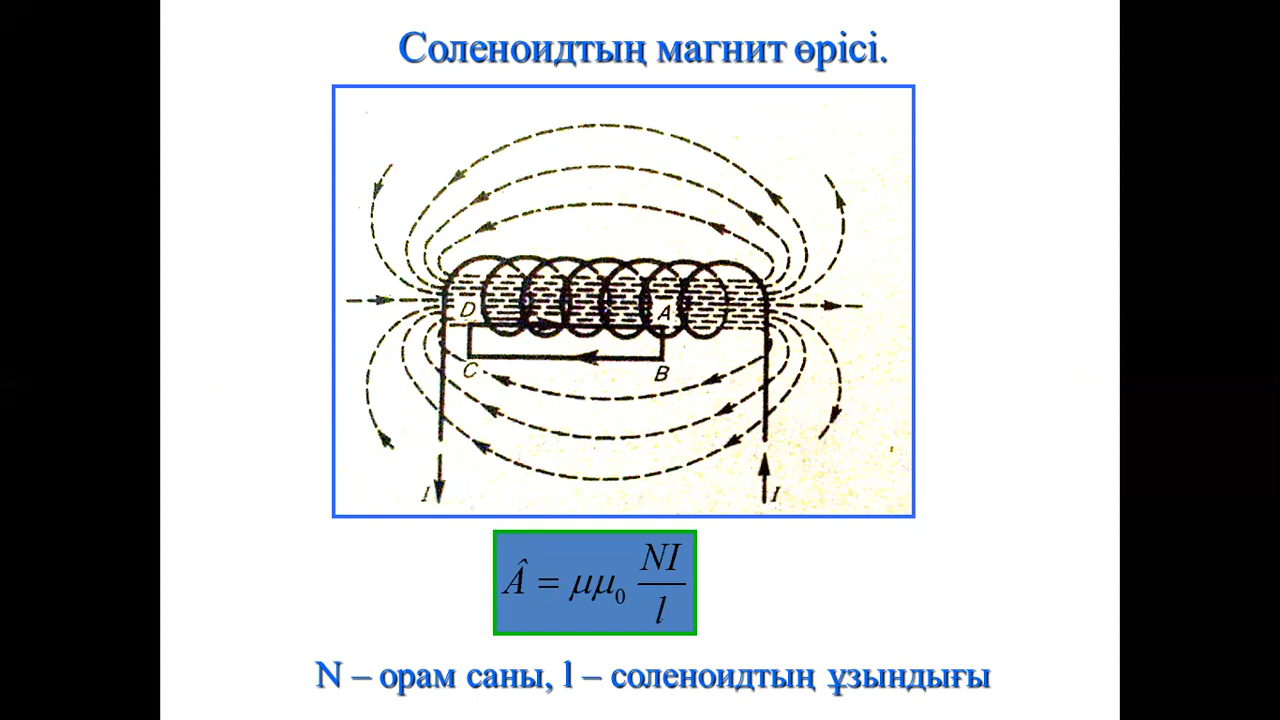 Соленоидтың магнит өрісі.
D A
C B
I I
Â = μμ₀ NI/l
N – орам саны, l – соленоидтың ұзындығы